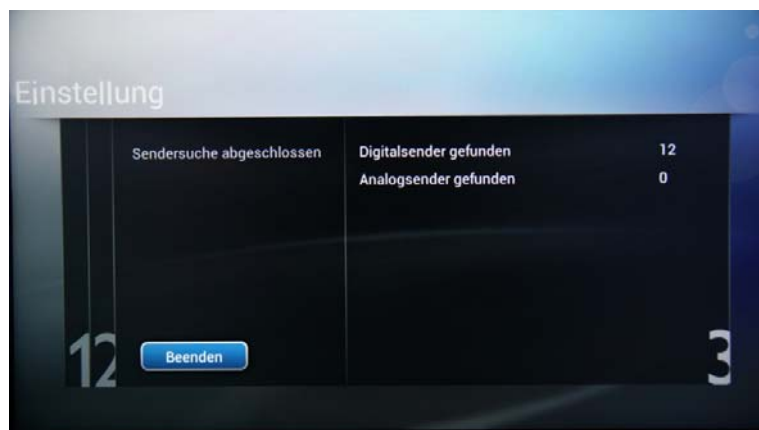 Einstellung
Sendersuche abgeschlossen
Digitalsender gefunden 12
Analogsender gefunden 0
12
Beenden
3